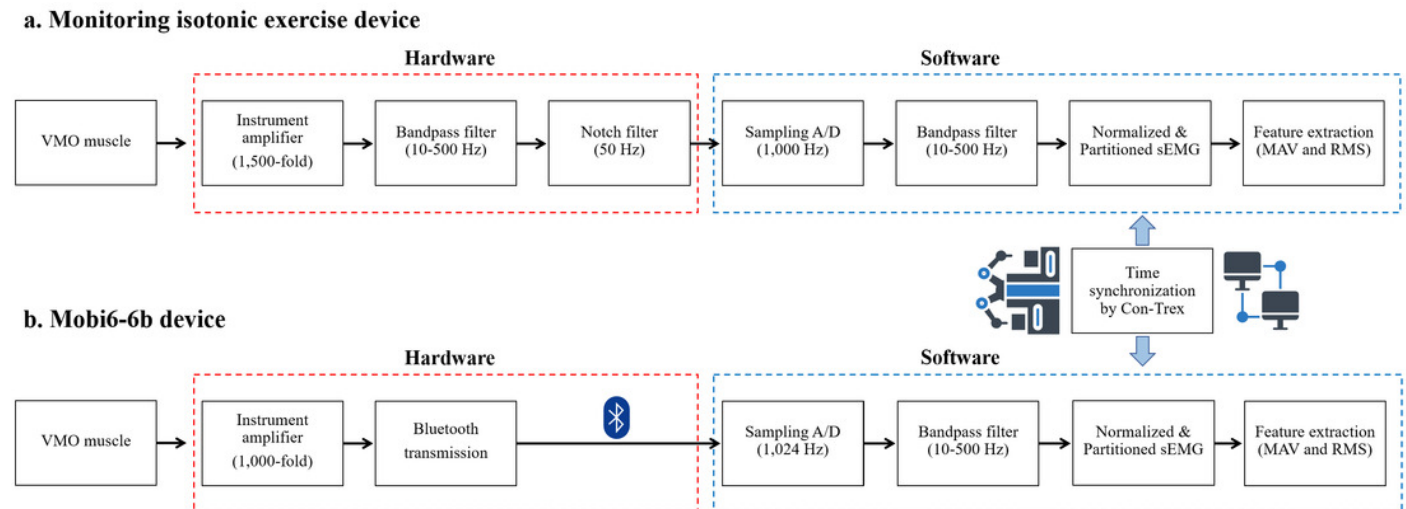 a. Monitoring isotonic exercise device
Hardware
Software
VMO muscle
Instrument
amplifier
(1,500-fold)
Bandpass filter
(10-500 Hz)
Notch filter
(50 Hz)
Sampling A/D
(1,000 Hz)
Bandpass filter
(10-500 Hz)
Normalized &
Partitioned sEMG
Feature extraction
(MAV and RMS)
Time
synchronization
by Con-Trex
b. Mobi6-6b device
Hardware
Software
VMO muscle
Instrument
amplifier
(1,000-fold)
Bluetooth
transmission
Sampling A/D
(1,024 Hz)
Bandpass filter
(10-500 Hz)
Normalized &
Partitioned sEMG
Feature extraction
(MAV and RMS)